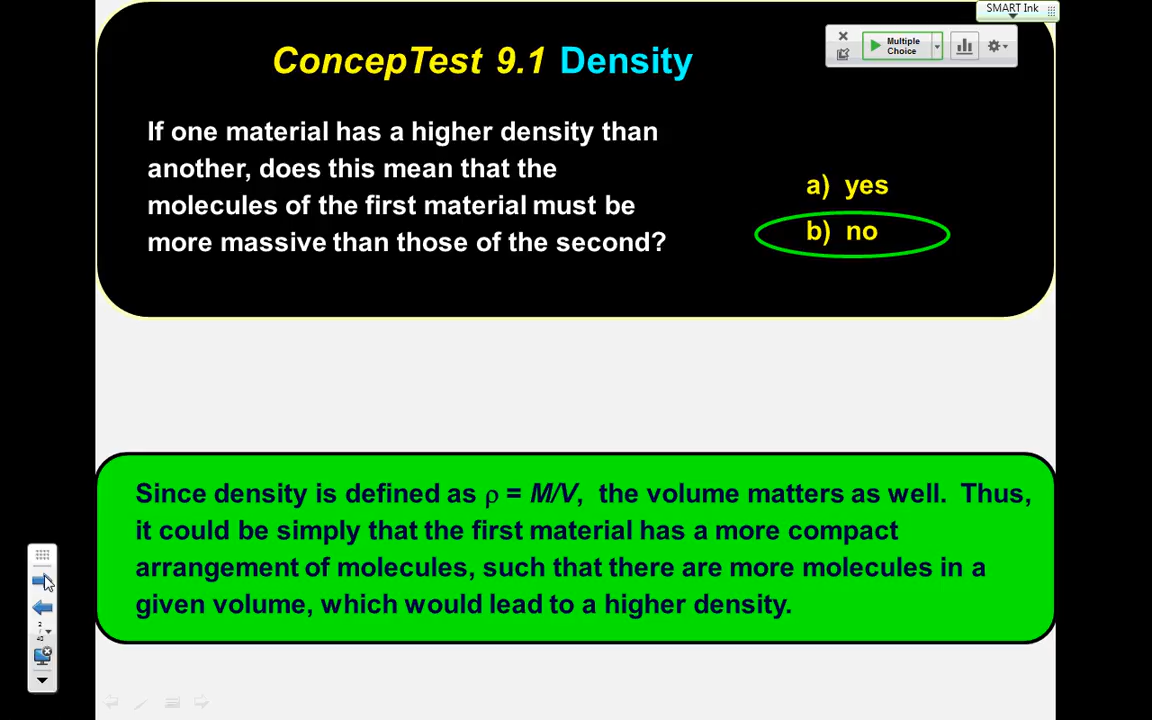 SMART Ink
Multiple
Choice
ConcepTest 9.1 Density
If one material has a higher density than
another, does this mean that the
molecules of the first material must be
more massive than those of the second?
a) yes
b) no
Since density is defined as ρ = M/V, the volume matters as well. Thus,
it could be simply that the first material has a more compact
arrangement of molecules, such that there are more molecules in a
given volume, which would lead to a higher density.
2
/